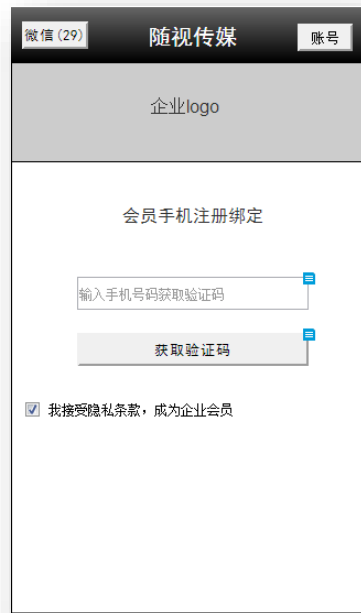 微信(29) 随视传媒 账号
企业logo
会员手机注册绑定
输入手机号码获取验证码
获取验证码
我接受隐私条款，成为企业会员